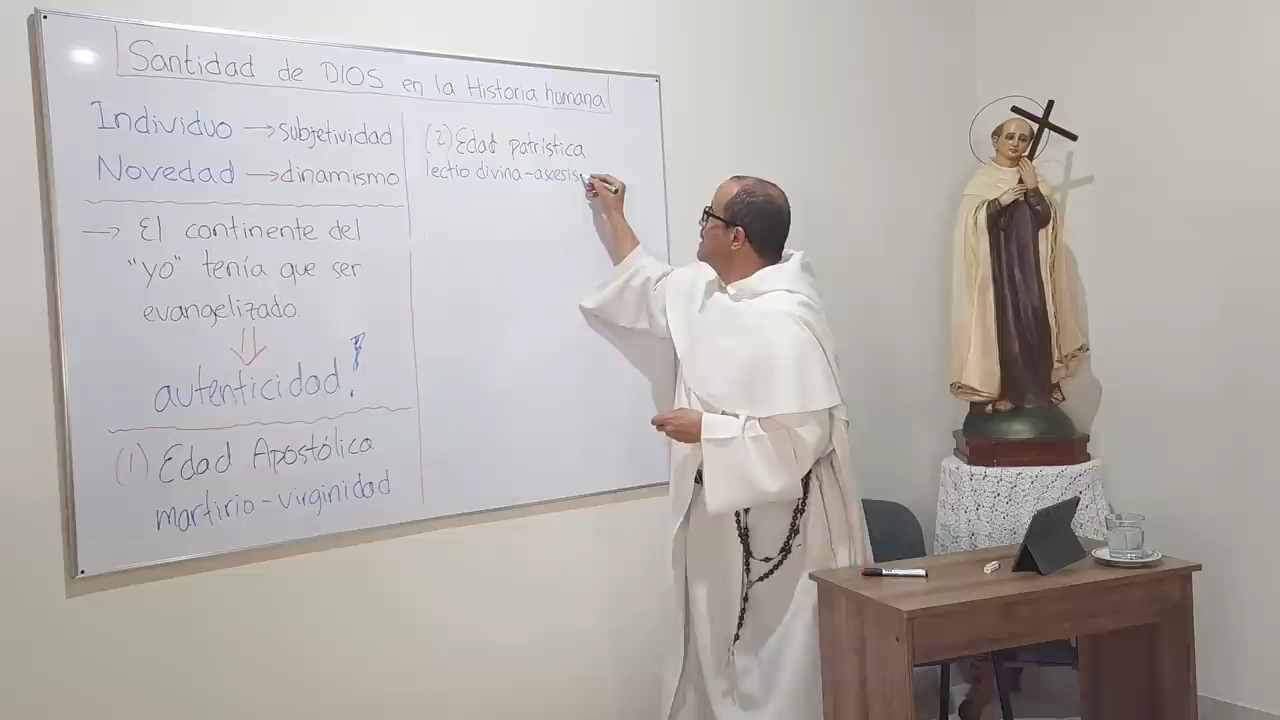 Santidad de DIOS en la Historia humana
Individuo → subjetividad
Novedad → dinamismo
→ El continente del
"yo" tenía que ser
evangelizado
autenticidad!
(1) Edad Apostólica
martirio - virginidad
(2) Edad patrística
lectio divina - ascesis